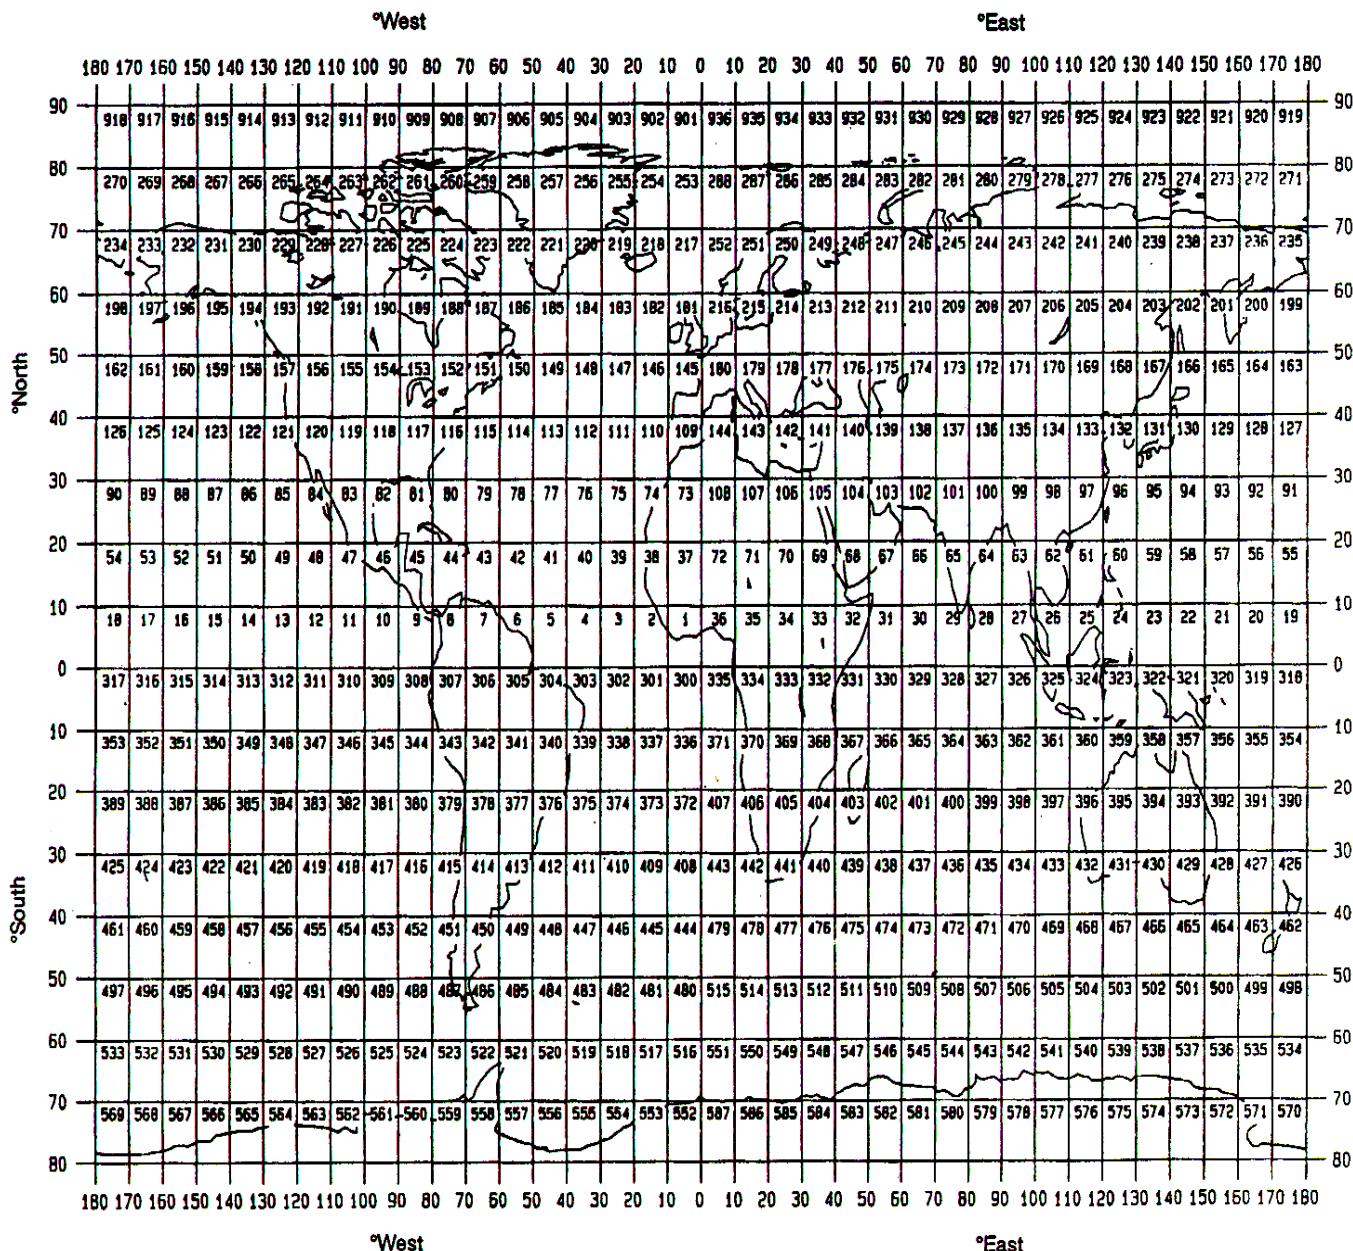 °West °East
180 170 160 150 140 130 120 110 100 90 80 70 60 50 40 30 20 10 0 10 20 30 40 50 60 70 80 90 100 110 120 130 140 150 160 170 180
90 90
918 917 916 915 914 913 912 911 910 909 908 907 906 905 904 903 902 901 936 935 934 933 932 931 930 929 928 927 926 925 924 923 922 921 920 919
80 80
270 269 268 267 266 265 264 263 262 261 260 259 258 257 256 255 254 253 288 287 286 285 284 283 282 281 280 279 278 277 276 275 274 273 272 271
70 70
234 233 232 231 230 229 228 227 226 225 224 223 222 221 220 219 218 217 252 251 250 249 248 247 246 245 244 243 242 241 240 239 238 237 236 235
60 60
198 197 196 195 194 193 192 191 190 189 188 187 186 185 184 183 182 181 216 215 214 213 212 211 210 209 208 207 206 205 204 203 202 201 200 199
50 50
°North
162 161 160 159 158 157 156 155 154 153 152 151 150 149 148 147 146 145 180 179 178 177 176 175 174 173 172 171 170 169 168 167 166 165 164 163
40 40
126 125 124 123 122 121 120 119 118 117 116 115 114 113 112 111 110 109 144 143 142 141 140 139 138 137 136 135 134 133 132 131 130 129 128 127
30 30
90 89 88 87 86 85 84 83 82 81 80 79 78 77 76 75 74 73 108 107 106 105 104 103 102 101 100 99 98 97 96 95 94 93 92 91
20 20
54 53 52 51 50 49 48 47 46 45 44 43 42 41 40 39 38 37 72 71 70 69 68 67 66 65 64 63 62 61 60 59 58 57 56 55
10 10
18 17 16 15 14 13 12 11 10 9 8 7 6 5 4 3 2 1 36 35 34 33 32 31 30 29 28 27 26 25 24 23 22 21 20 19
0 0
317 316 315 314 313 312 311 310 309 308 307 306 305 304 303 302 301 300 335 334 333 332 331 330 329 328 327 326 325 324 323 322 321 320 319 318
10 10
353 352 351 350 349 348 347 346 345 344 343 342 341 340 339 338 337 336 371 370 369 368 367 366 365 364 363 362 361 360 359 358 357 356 355 354
20 20
389 388 387 386 385 384 383 382 381 380 379 378 377 376 375 374 373 372 407 406 405 404 403 402 401 400 399 398 397 396 395 394 393 392 391 390
30 30
425 424 423 422 421 420 419 418 417 416 415 414 413 412 411 410 409 408 443 442 441 440 439 438 437 436 435 434 433 432 431 430 429 428 427 426
°South
40 40
461 460 459 458 457 456 455 454 453 452 451 450 449 448 447 446 445 444 479 478 477 476 475 474 473 472 471 470 469 468 467 466 465 464 463 462
50 50
497 496 495 494 493 492 491 490 489 488 487 486 485 484 483 482 481 480 515 514 513 512 511 510 509 508 507 506 505 504 503 502 501 500 499 498
60 60
533 532 531 530 529 528 527 526 525 524 523 522 521 520 519 518 517 516 551 550 549 548 547 546 545 544 543 542 541 540 539 538 537 536 535 534
70 70
569 568 567 566 565 564 563 562 561 560 559 558 557 556 555 554 553 552 587 586 585 584 583 582 581 580 579 578 577 576 575 574 573 572 571 570
80 80
180 170 160 150 140 130 120 110 100 90 80 70 60 50 40 30 20 10 0 10 20 30 40 50 60 70 80 90 100 110 120 130 140 150 160 170 180
°West °East